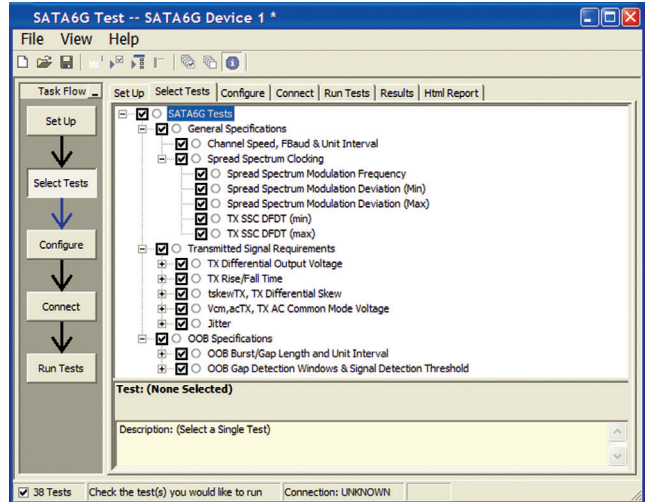 SATA6G Test -- SATA6G Device 1 *
File View Help
Task Flow
Set Up
Select Tests
Configure
Connect
Run Tests
Set Up Select Tests Configure Connect Run Tests Results Html Report
SATA6G Tests
General Specifications
Channel Speed, FBaud & Unit Interval
Spread Spectrum Clocking
Spread Spectrum Modulation Frequency
Spread Spectrum Modulation Deviation (Min)
Spread Spectrum Modulation Deviation (Max)
TX SSC DFDT (min)
TX SSC DFDT (max)
Transmitted Signal Requirements
TX Differential Output Voltage
TX Rise/Fall Time
tskewTX, TX Differential Skew
Vcm,acTX, TX AC Common Mode Voltage
Jitter
OOB Specifications
OOB Burst/Gap Length and Unit Interval
OOB Gap Detection Windows & Signal Detection Threshold
Test: (None Selected)
Description: (Select a Single Test)
38 Tests Check the test(s) you would like to run Connection: UNKNOWN